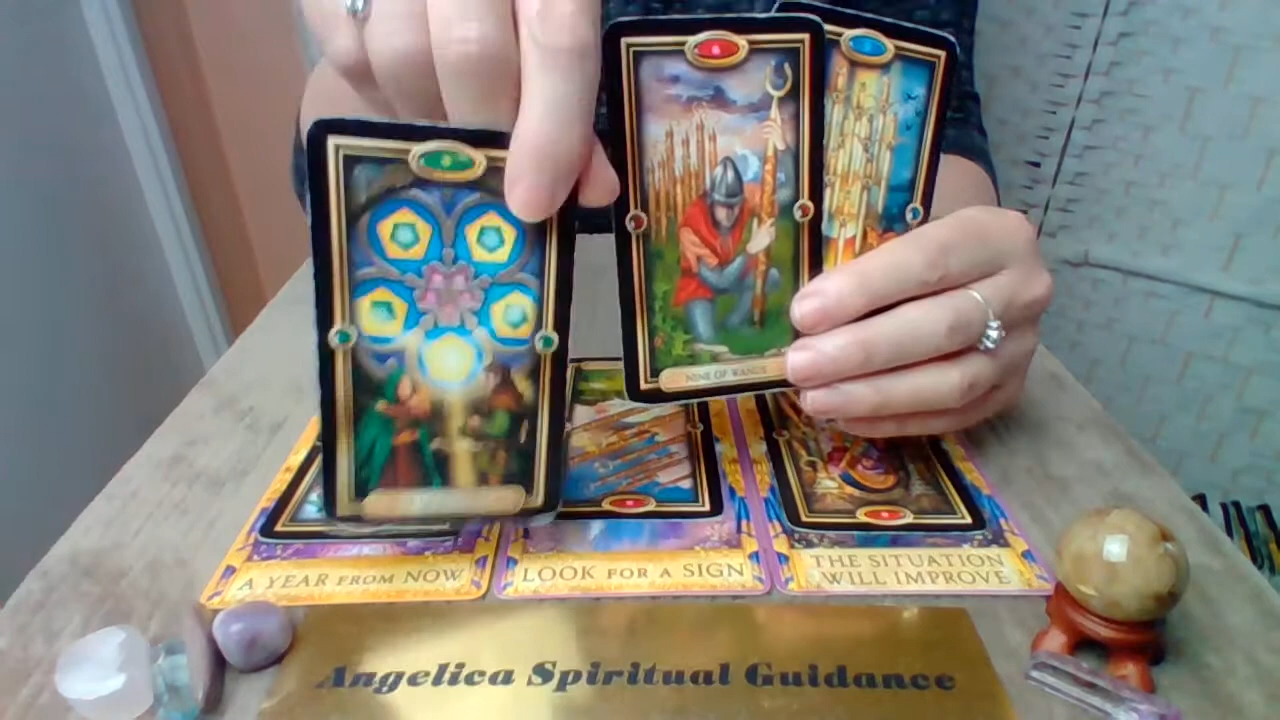 NINE OF WANDS
A YEAR FROM NOW
LOOK FOR A SIGN
THE SITUATION
WILL IMPROVE
Angelica Spiritual Guidance